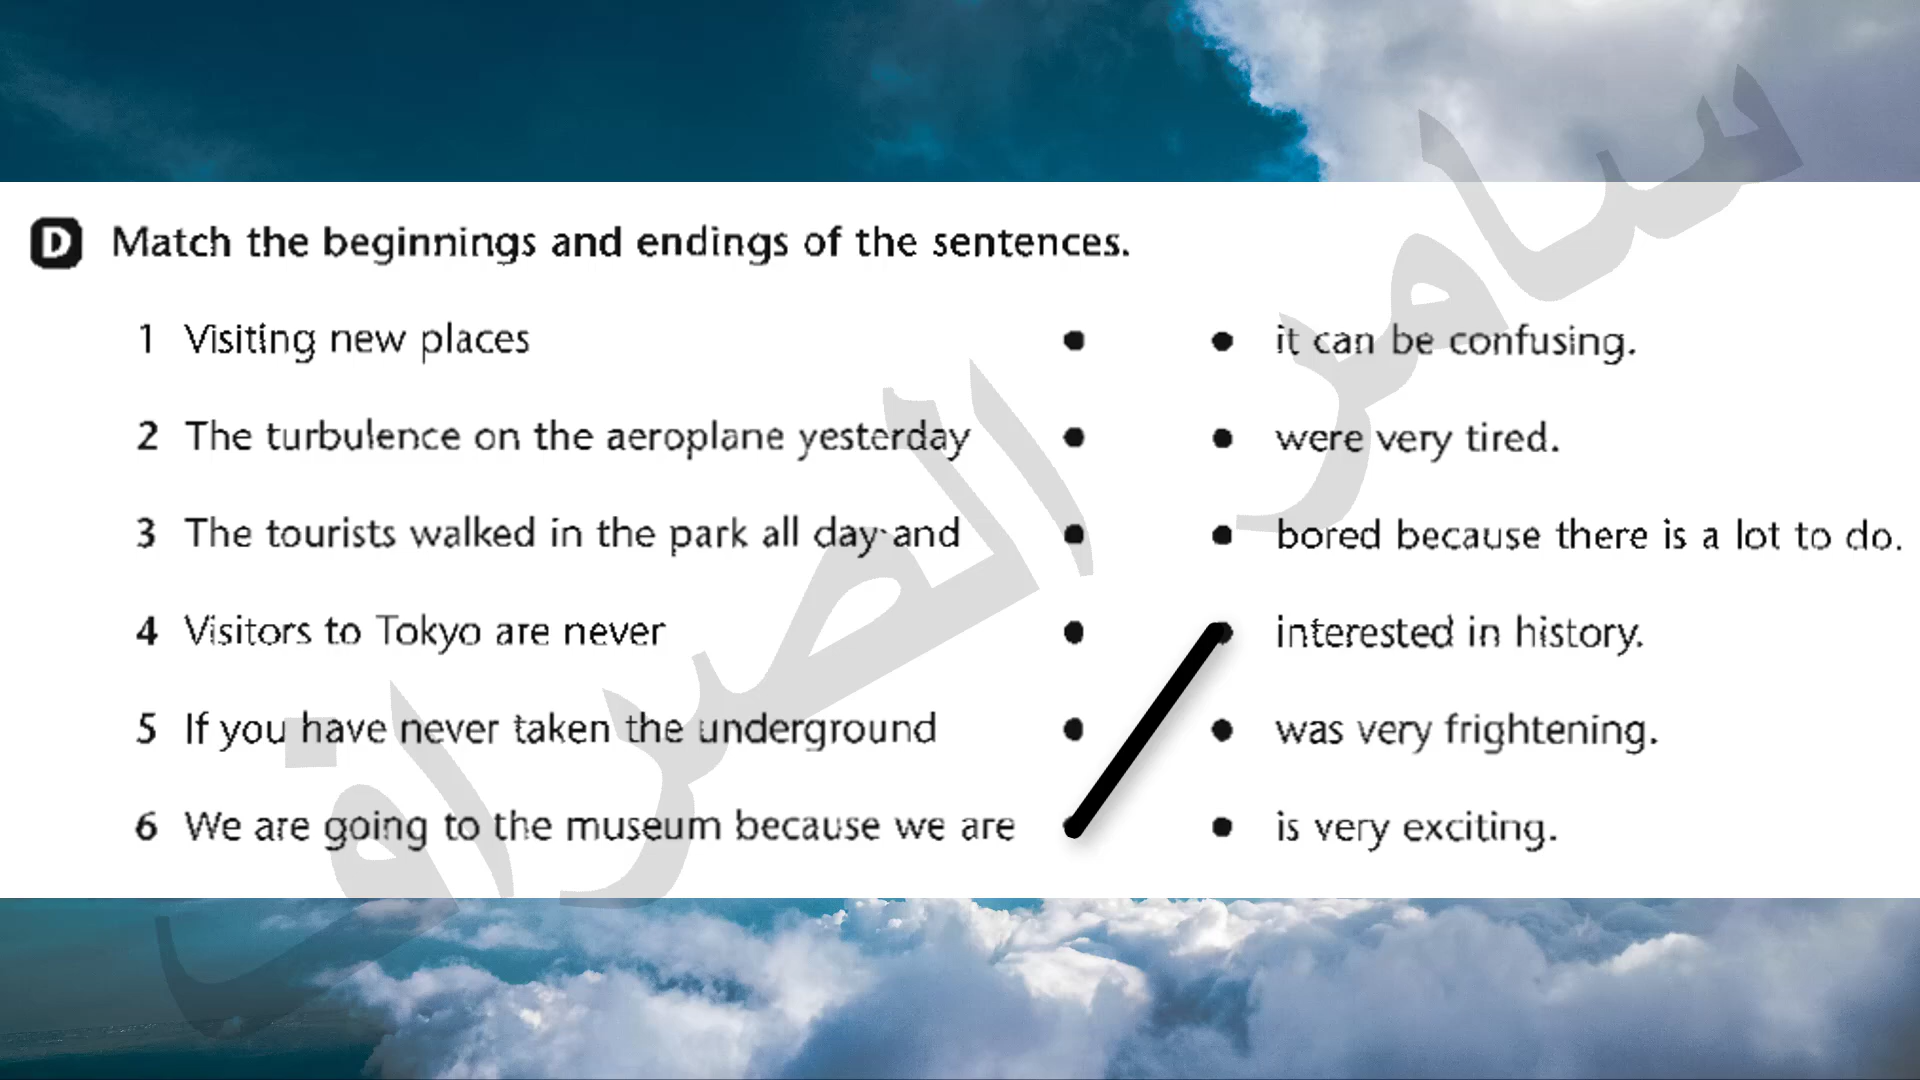 D Match the beginnings and endings of the sentences.
1 Visiting new places • • it can be confusing.
2 The turbulence on the aeroplane yesterday • • were very tired.
3 The tourists walked in the park all day and • • bored because there is a lot to do.
4 Visitors to Tokyo are never • • interested in history.
5 If you have never taken the underground • • was very frightening.
6 We are going to the museum because we are • • is very exciting.
سامر الصراف